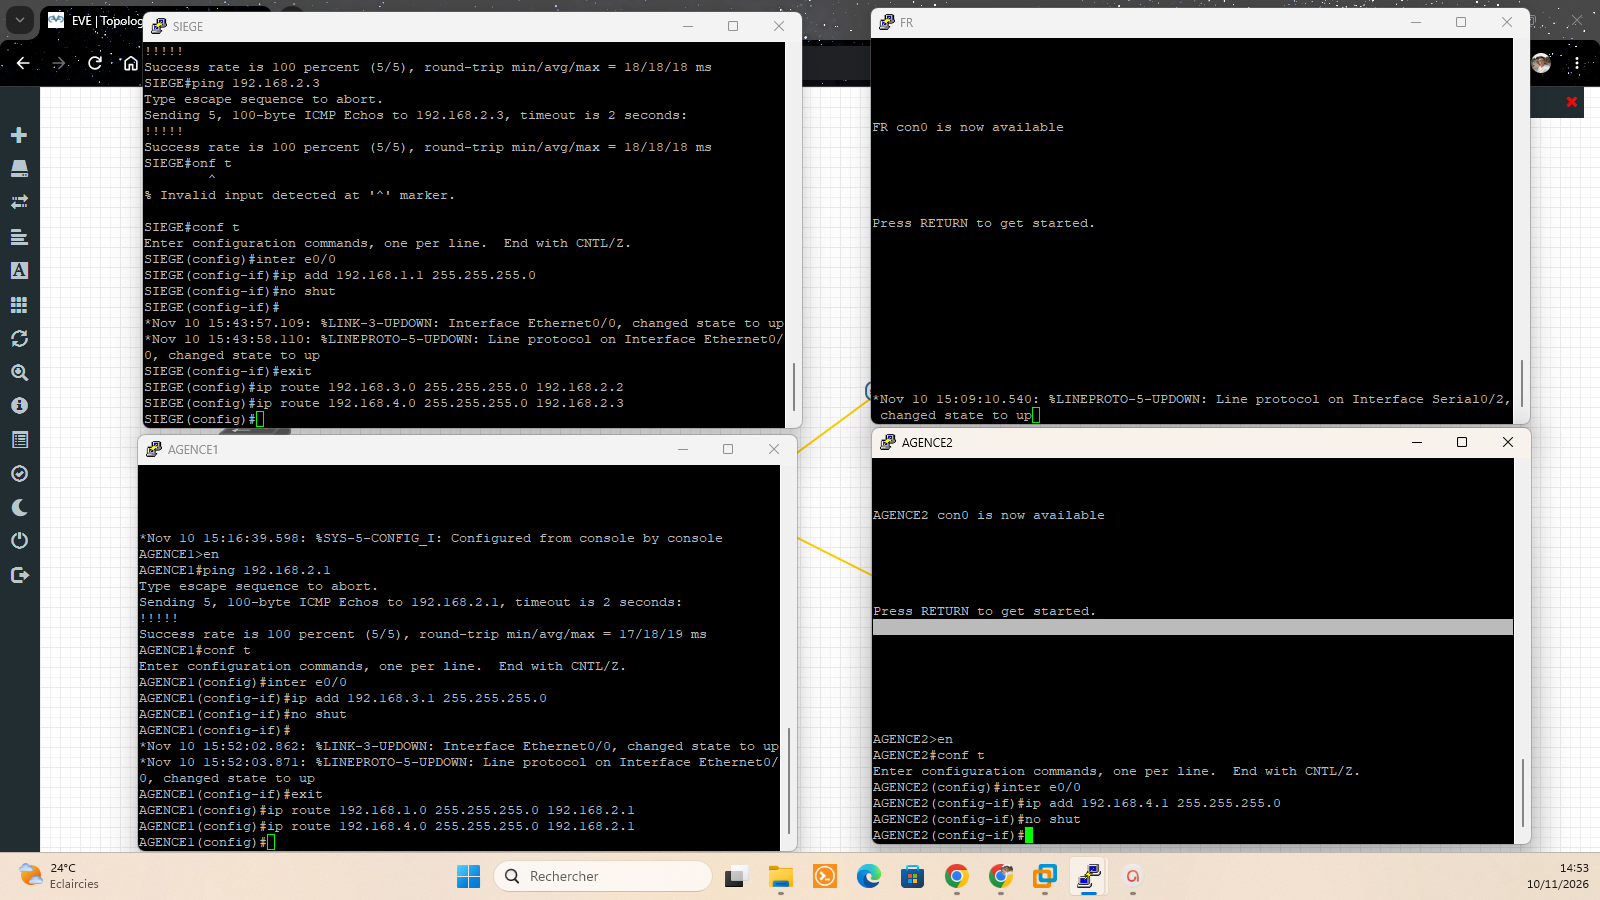 EVE | Topolog
SIEGE
!!!!!
Success rate is 100 percent (5/5), round-trip min/avg/max = 18/18/18 ms
SIEGE#ping 192.168.2.3
Type escape sequence to abort.
Sending 5, 100-byte ICMP Echos to 192.168.2.3, timeout is 2 seconds:
!!!!!
Success rate is 100 percent (5/5), round-trip min/avg/max = 18/18/18 ms
SIEGE#onf t
^
% Invalid input detected at '^' marker.
SIEGE#conf t
Enter configuration commands, one per line.  End with CNTL/Z.
SIEGE(config)#inter e0/0
SIEGE(config-if)#ip add 192.168.1.1 255.255.255.0
SIEGE(config-if)#no shut
SIEGE(config-if)#
*Nov 10 15:43:57.109: %LINK-3-UPDOWN: Interface Ethernet0/0, changed state to up
*Nov 10 15:43:58.110: %LINEPROTO-5-UPDOWN: Line protocol on Interface Ethernet0/
0, changed state to up
SIEGE(config-if)#exit
SIEGE(config)#ip route 192.168.3.0 255.255.255.0 192.168.2.2
SIEGE(config)#ip route 192.168.4.0 255.255.255.0 192.168.2.3
SIEGE(config)#
FR
FR con0 is now available
Press RETURN to get started.
*Nov 10 15:09:10.540: %LINEPROTO-5-UPDOWN: Line protocol on Interface Serial0/2,
changed state to up
AGENCE1
*Nov 10 15:16:39.598: %SYS-5-CONFIG_I: Configured from console by console
AGENCE1>en
AGENCE1#ping 192.168.2.1
Type escape sequence to abort.
Sending 5, 100-byte ICMP Echos to 192.168.2.1, timeout is 2 seconds:
!!!!!
Success rate is 100 percent (5/5), round-trip min/avg/max = 17/18/19 ms
AGENCE1#conf t
Enter configuration commands, one per line.  End with CNTL/Z.
AGENCE1(config)#inter e0/0
AGENCE1(config-if)#ip add 192.168.3.1 255.255.255.0
AGENCE1(config-if)#no shut
AGENCE1(config-if)#
*Nov 10 15:52:02.862: %LINK-3-UPDOWN: Interface Ethernet0/0, changed state to up
*Nov 10 15:52:03.871: %LINEPROTO-5-UPDOWN: Line protocol on Interface Ethernet0/
0, changed state to up
AGENCE1(config-if)#exit
AGENCE1(config)#ip route 192.168.1.0 255.255.255.0 192.168.2.1
AGENCE1(config)#ip route 192.168.4.0 255.255.255.0 192.168.2.1
AGENCE1(config)#
AGENCE2
AGENCE2 con0 is now available
Press RETURN to get started.
AGENCE2>en
AGENCE2#conf t
Enter configuration commands, one per line.  End with CNTL/Z.
AGENCE2(config)#inter e0/0
AGENCE2(config-if)#ip add 192.168.4.1 255.255.255.0
AGENCE2(config-if)#no shut
AGENCE2(config-if)#
24°C
Eclaircies
Rechercher
14:53
10/11/2026